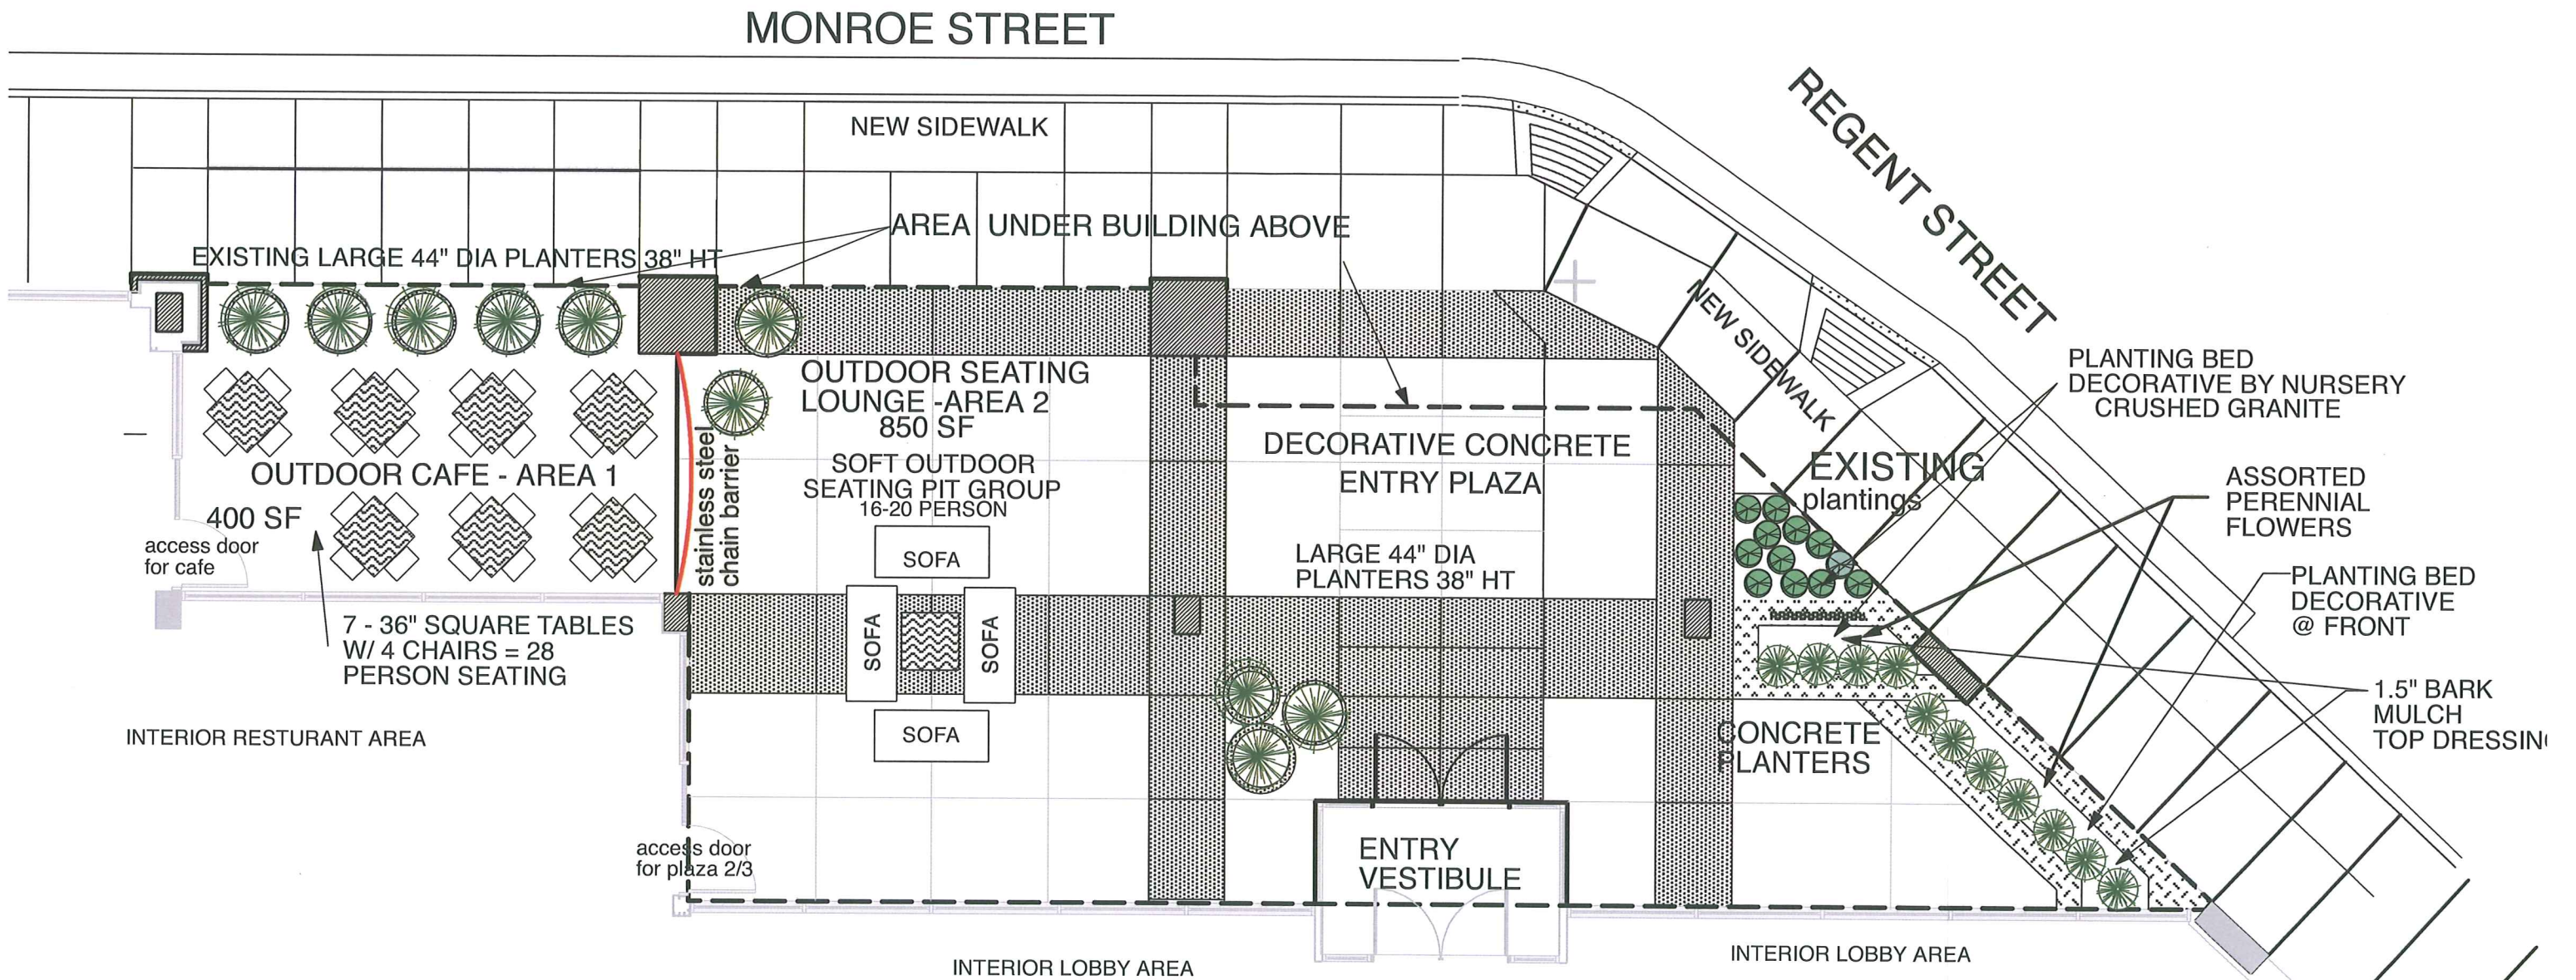 MONROE STREET
REGENT STREET
NEW SIDEWALK
AREA UNDER BUILDING ABOVE
EXISTING LARGE 44" DIA PLANTERS 38" HT
NEW SIDEWALK
OUTDOOR SEATING
LOUNGE -AREA 2
850 SF
SOFT OUTDOOR
SEATING PIT GROUP
16-20 PERSON
SOFA
SOFA
SOFA
SOFA
stainless steel
chain barrier
OUTDOOR CAFE - AREA 1
400 SF
access door
for cafe
7 - 36" SQUARE TABLES
W/ 4 CHAIRS = 28
PERSON SEATING
INTERIOR RESTURANT AREA
DECORATIVE CONCRETE
ENTRY PLAZA
LARGE 44" DIA
PLANTERS 38" HT
EXISTING
plantings
PLANTING BED
DECORATIVE BY NURSERY
CRUSHED GRANITE
ASSORTED
PERENNIAL
FLOWERS
PLANTING BED
DECORATIVE
@ FRONT
1.5" BARK
MULCH
TOP DRESSIN
CONCRETE
PLANTERS
access door
for plaza 2/3
ENTRY
VESTIBULE
INTERIOR LOBBY AREA
INTERIOR LOBBY AREA